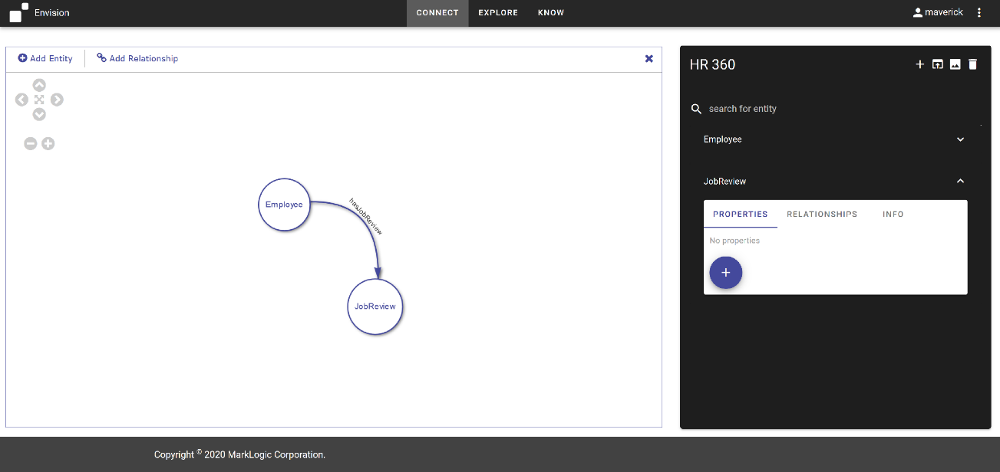 Envision
CONNECT
EXPLORE
KNOW
maverick
Add Entity
Add Relationship
Employee
hasJobReview
JobReview
HR 360
search for entity
Employee
JobReview
PROPERTIES
RELATIONSHIPS
INFO
No properties
Copyright © 2020 MarkLogic Corporation.